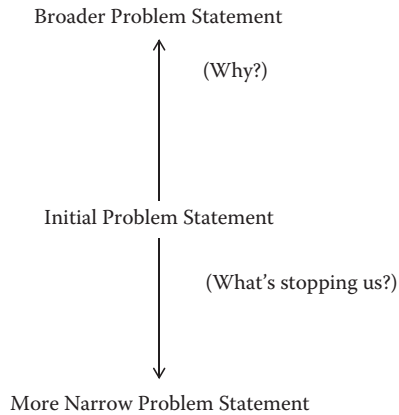 Broader Problem Statement
(Why?)
Initial Problem Statement
(What's stopping us?)
More Narrow Problem Statement